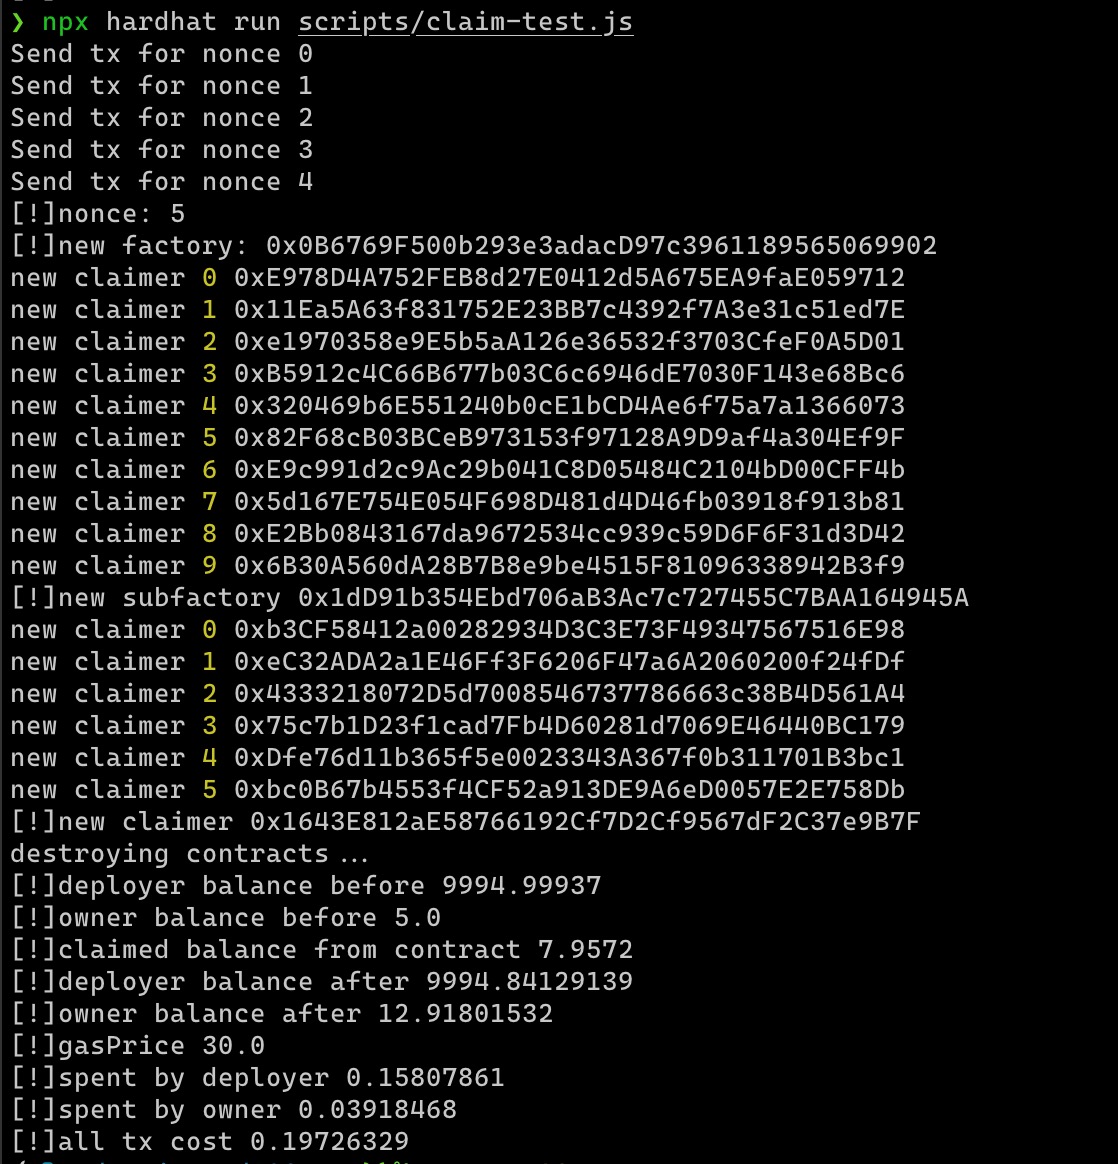 ❯ npx hardhat run scripts/claim-test.js
Send tx for nonce 0
Send tx for nonce 1
Send tx for nonce 2
Send tx for nonce 3
Send tx for nonce 4
[!]nonce: 5
[!]new factory: 0x0B6769F500b293e3adacD97c3961189565069902
new claimer 0 0xE978D4A752FEB8d27E0412d5A675EA9faE059712
new claimer 1 0x11Ea5A63f831752E23BB7c4392f7A3e31c51ed7E
new claimer 2 0xe1970358e9E5b5aA126e36532f3703CfeF0A5D01
new claimer 3 0xB5912c4C66B677b03C6c6946dE7030F143e68Bc6
new claimer 4 0x320469b6E551240b0cE1bCD4Ae6f75a7a1366073
new claimer 5 0x82F68cB03BCeB973153f97128A9D9af4a304Ef9F
new claimer 6 0xE9c991d2c9Ac29b041C8D05484C2104bD00CFF4b
new claimer 7 0x5d167E754E054F698D481d4D46fb03918f913b81
new claimer 8 0xE2Bb0843167da9672534cc939c59D6F6F31d3D42
new claimer 9 0x6B30A560dA28B7B8e9be4515F81096338942B3f9
[!]new subfactory 0x1dD91b354Ebd706aB3Ac7c727455C7BAA164945A
new claimer 0 0xb3CF58412a00282934D3C3E73F49347567516E98
new claimer 1 0xeC32ADA2a1E46Ff3F6206F47a6A2060200f24fDf
new claimer 2 0x4333218072D5d7008546737786663c38B4D561A4
new claimer 3 0x75c7b1D23f1cad7Fb4D60281d7069E46440BC179
new claimer 4 0xDfe76d11b365f5e0023343A367f0b311701B3bc1
new claimer 5 0xbc0B67b4553f4CF52a913DE9A6eD0057E2E758Db
[!]new claimer 0x1643E812aE58766192Cf7D2Cf9567dF2C37e9B7F
destroying contracts...
[!]deployer balance before 9994.99937
[!]owner balance before 5.0
[!]claimed balance from contract 7.9572
[!]deployer balance after 9994.84129139
[!]owner balance after 12.91801532
[!]gasPrice 30.0
[!]spent by deployer 0.15807861
[!]spent by owner 0.03918468
[!]all tx cost 0.19726329